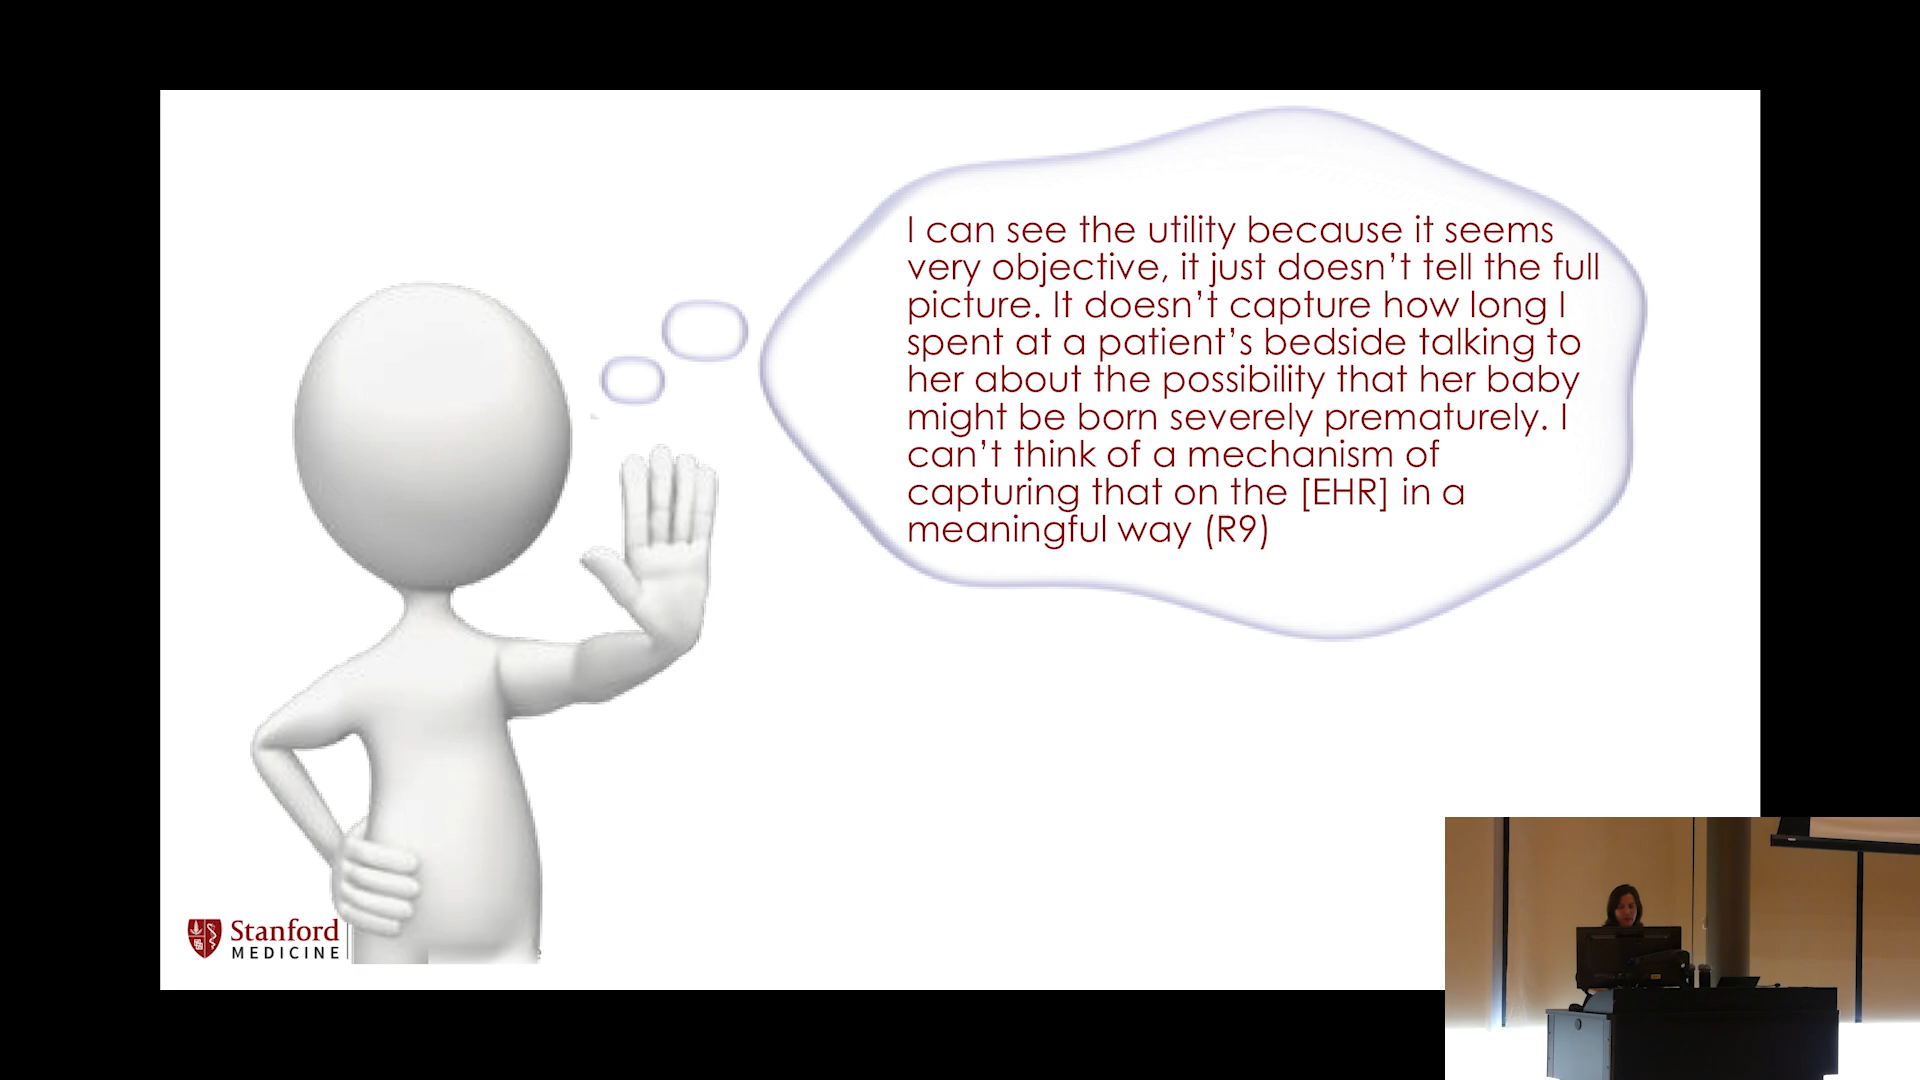 I can see the utility because it seems
very objective, it just doesn’t tell the full
picture. It doesn’t capture how long I
spent at a patient’s bedside talking to
her about the possibility that her baby
might be born severely prematurely. I
can’t think of a mechanism of
capturing that on the [EHR] in a
meaningful way (R9)
Stanford
MEDICINE